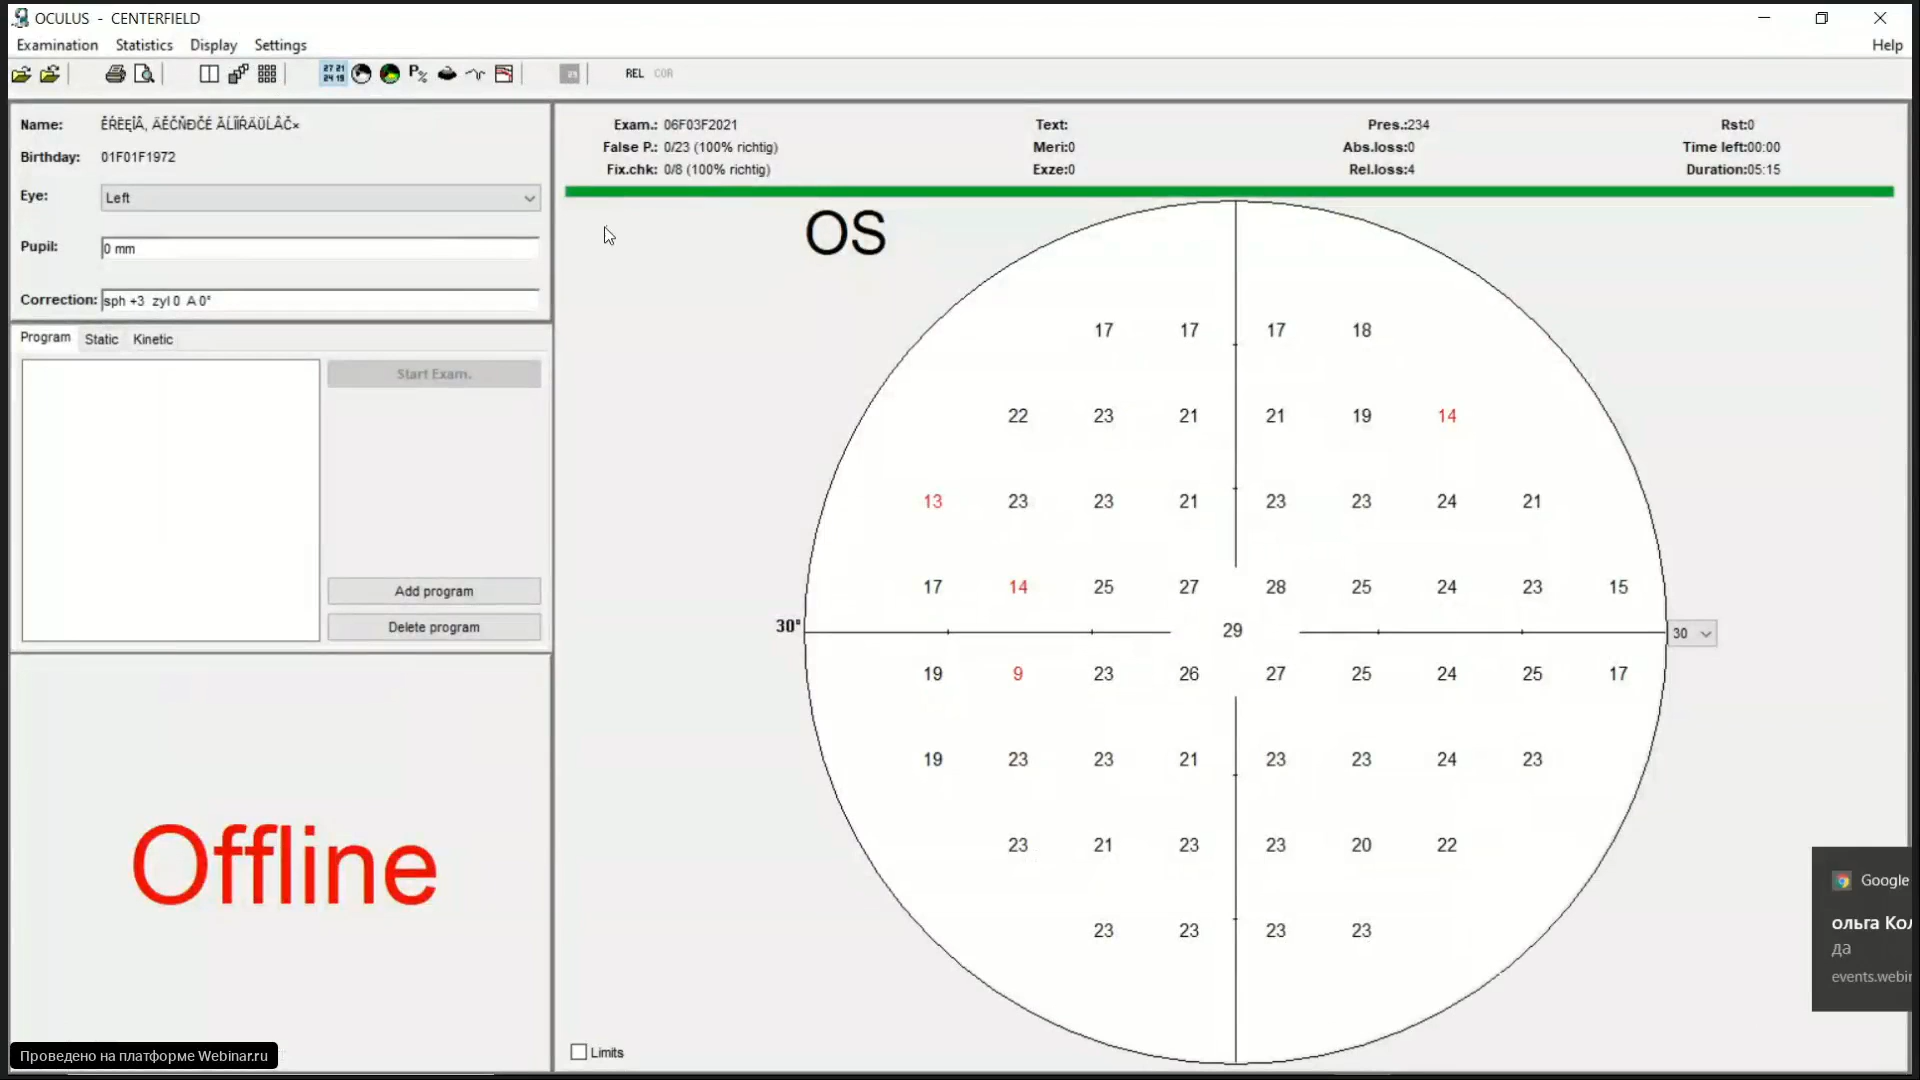 OCULUS - CENTERFIELD
Examination Statistics Display Settings Help
REL COR
Name: ÊŔËĘÎÂ, ÄËČŇĐČÉ ĂĹÎŔÄÜĹÂČ×
Birthday: 01F01F1972
Eye: Left
Pupil: 0 mm
Correction: sph +3 zyl 0 A 0°
Program Static Kinetic
Start Exam.
Add program
Delete program
Offline
Exam.: 06F03F2021 Text: Pres.:234 Rst:0
False P.: 0/23 (100% richtig) Meri:0 Abs.loss:0 Time left:00:00
Fix.chk: 0/8 (100% richtig) Exze:0 Rel.loss:4 Duration:05:15
OS
17 17 17 18
22 23 21 21 19 14
13 23 23 21 23 23 24 21
17 14 25 27 28 25 24 23 15
30° 29 30
19 9 23 26 27 25 24 25 17
19 23 23 21 23 23 24 23
23 21 23 23 20 22
23 23 23 23
Limits
Google
ольга Кол
да
events.webin
Проведено на платформе Webinar.ru